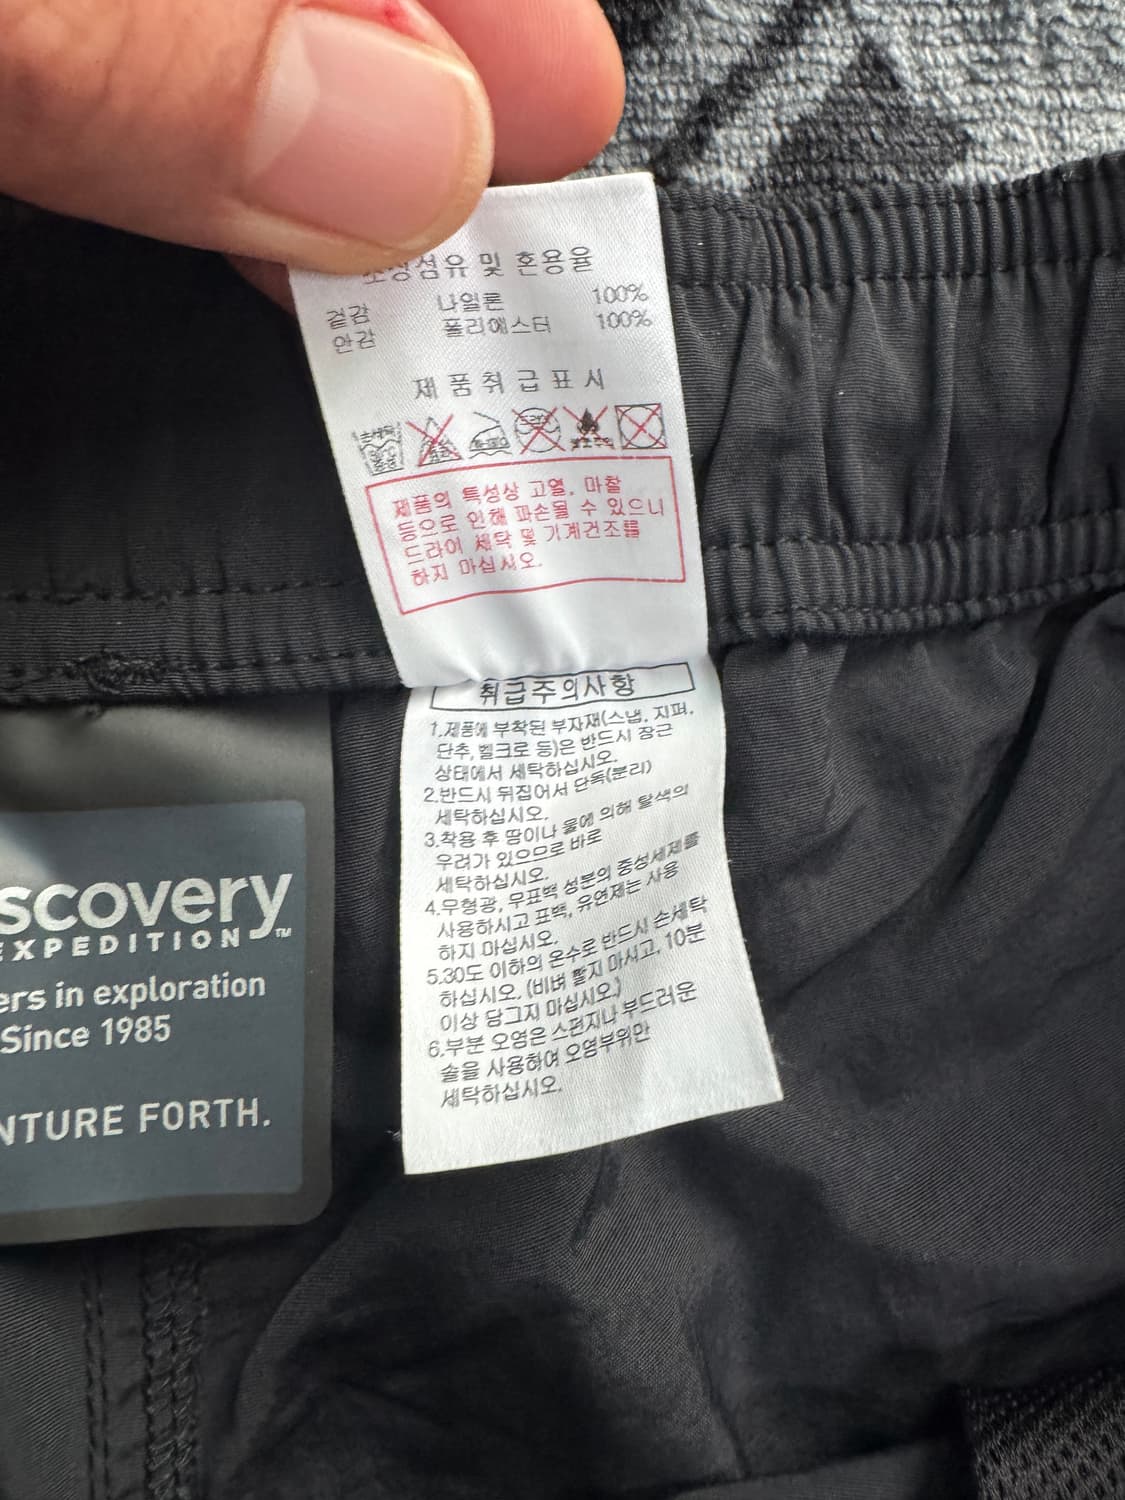 조성섬유 및 혼용율
겉감 나일론 100%
안감 폴리에스터 100%
제품취급표시
손세탁
30℃
중성
드라이
제품의 특성상 고열, 마찰
등으로 인해 파손될 수 있으니
드라이 세탁 및 기계건조를
하지 마십시오.
취급주의사항
1.제품에 부착된 부자재(스냅, 지퍼,
단추, 벨크로 등)은 반드시 잠근
상태에서 세탁하십시오.
2.반드시 뒤집어서 단독(분리)
세탁하십시오.
3.착용 후 땀이나 물에 의해 탈색의
우려가 있으므로 바로
세탁하십시오.
4.무형광, 무표백 성분의 중성세제를
사용하시고 표백, 유연제는 사용
하지 마십시오.
5.30도 이하의 온수로 반드시 손세탁
하십시오. (비벼 빨지 마시고, 10분
이상 담그지 마십시오.)
6.부분 오염은 스펀지나 부드러운
솔을 사용하여 오염부위만
세탁하십시오.
scovery™
EXPEDITION
ers in exploration
Since 1985
NTURE FORTH.